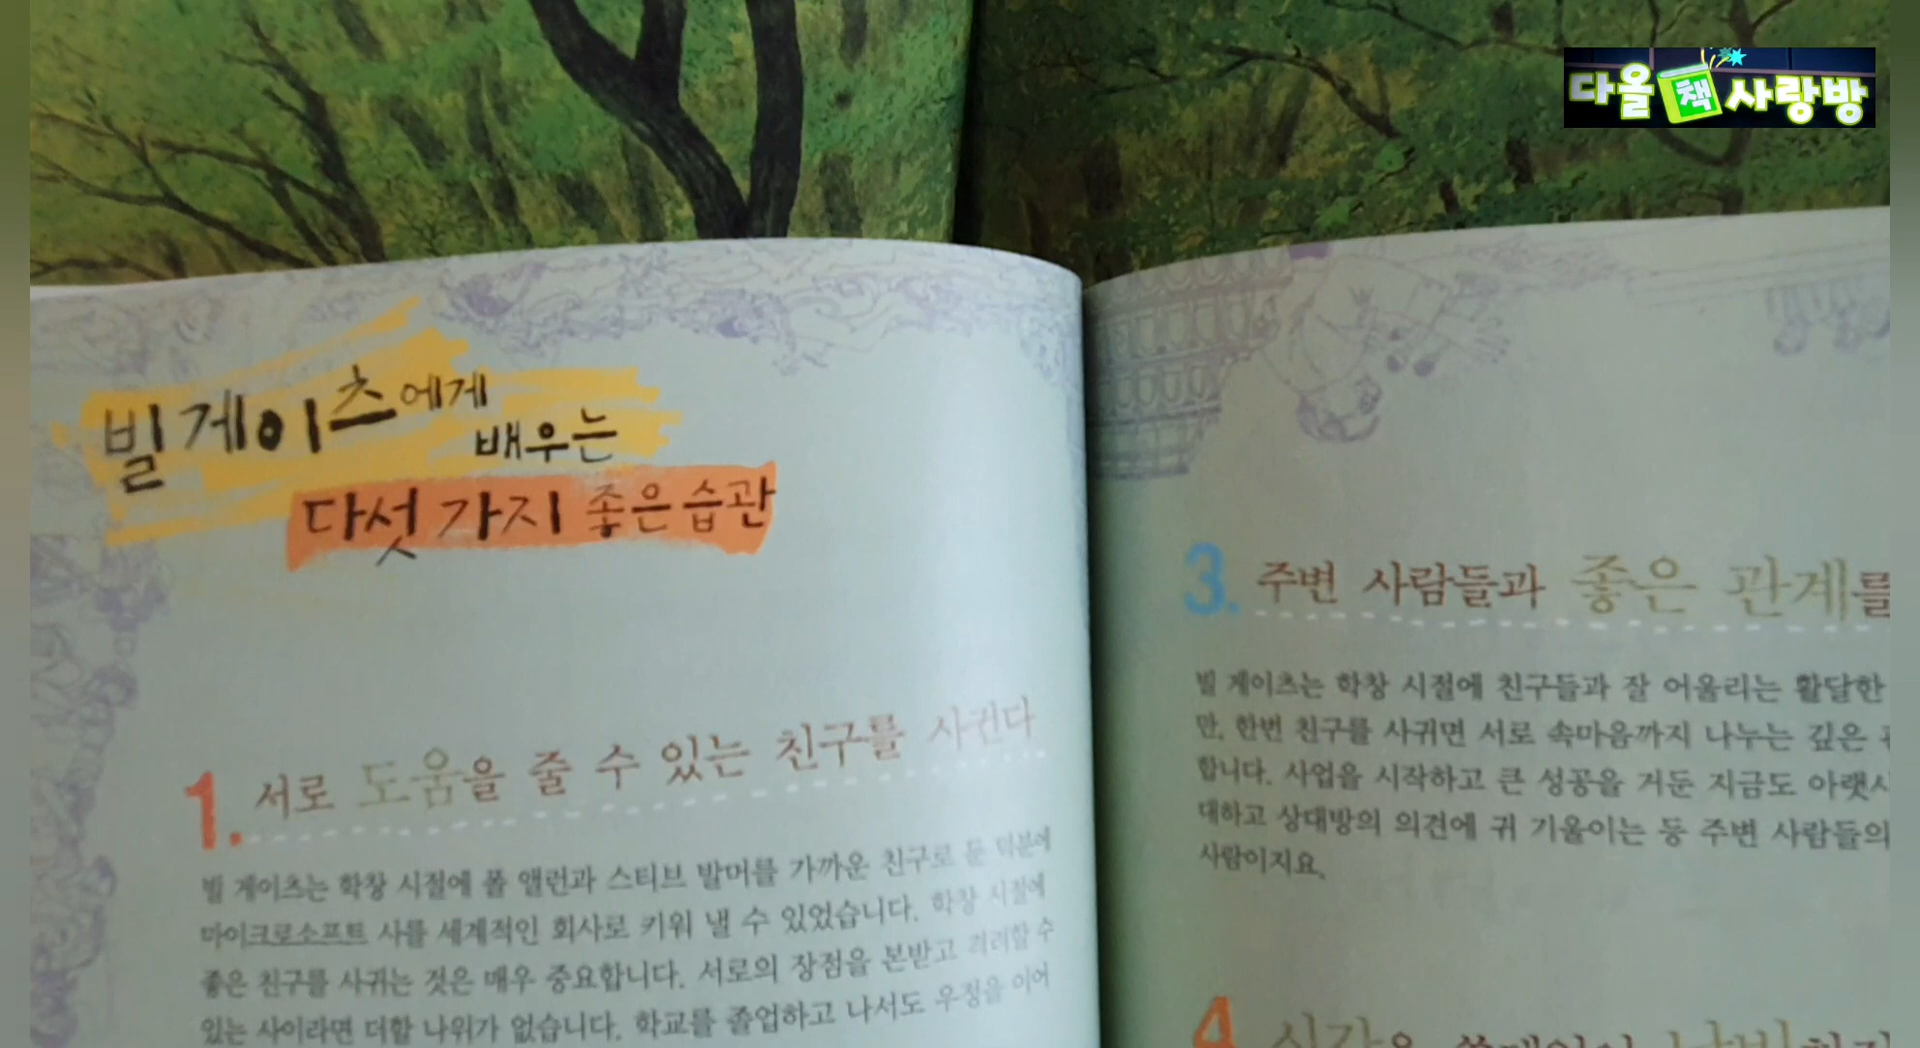 다올 책 사랑방
빌 게이츠에게
배우는
다섯 가지 좋은 습관
1. 서로 도움을 줄 수 있는 친구를 사귄다
빌 게이츠는 학창 시절에 폴 앨런과 스티브 발머를 가까운 친구로 둔 덕분에
마이크로소프트 사를 세계적인 회사로 키워 낼 수 있었습니다. 학창 시절에
좋은 친구를 사귀는 것은 매우 중요합니다. 서로의 장점을 본받고 격려할 수
있는 사이라면 더할 나위가 없습니다. 학교를 졸업하고 나서도 우정을 이어
3. 주변 사람들과 좋은 관계를
빌 게이츠는 학창 시절에 친구들과 잘 어울리는 활달한
만, 한번 친구를 사귀면 서로 속마음까지 나누는 깊은
합니다. 사업을 시작하고 큰 성공을 거둔 지금도 아랫사
대하고 상대방의 의견에 귀 기울이는 등 주변 사람들의
사람이지요.
4. 시간을